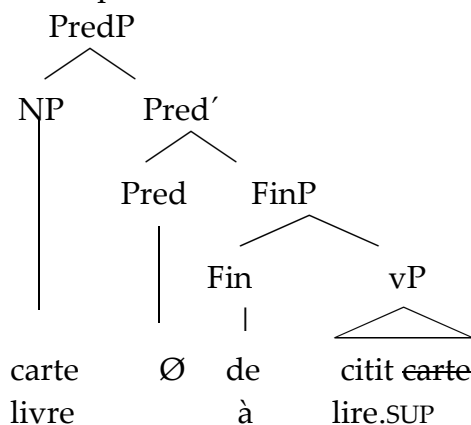 PredP
NP Pred´
Pred FinP
Fin vP
carte Ø de citit carte
livre à lire.SUP